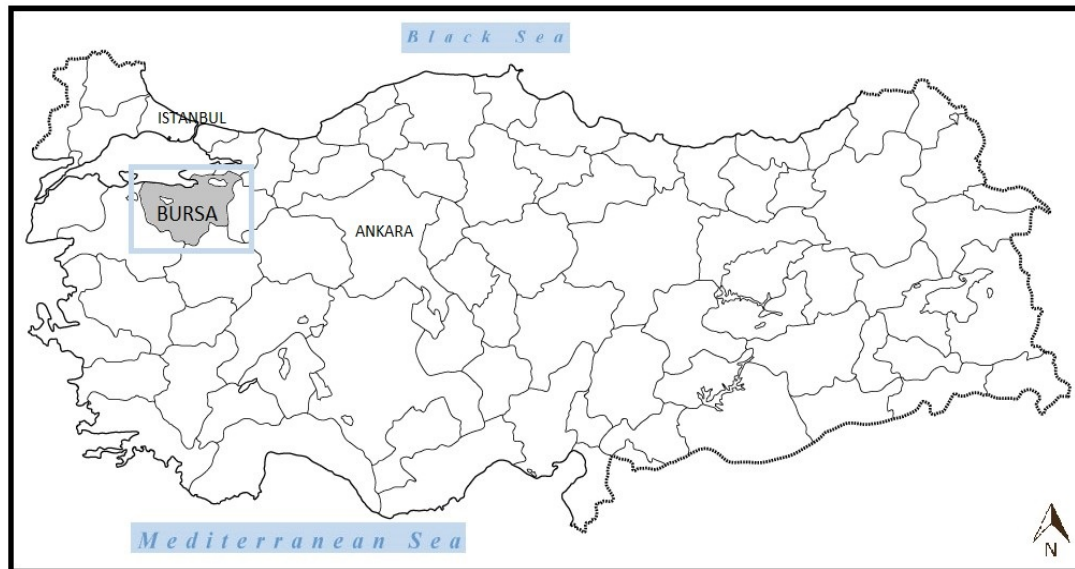 Black Sea
ISTANBUL
BURSA
ANKARA
Mediterranean Sea
N